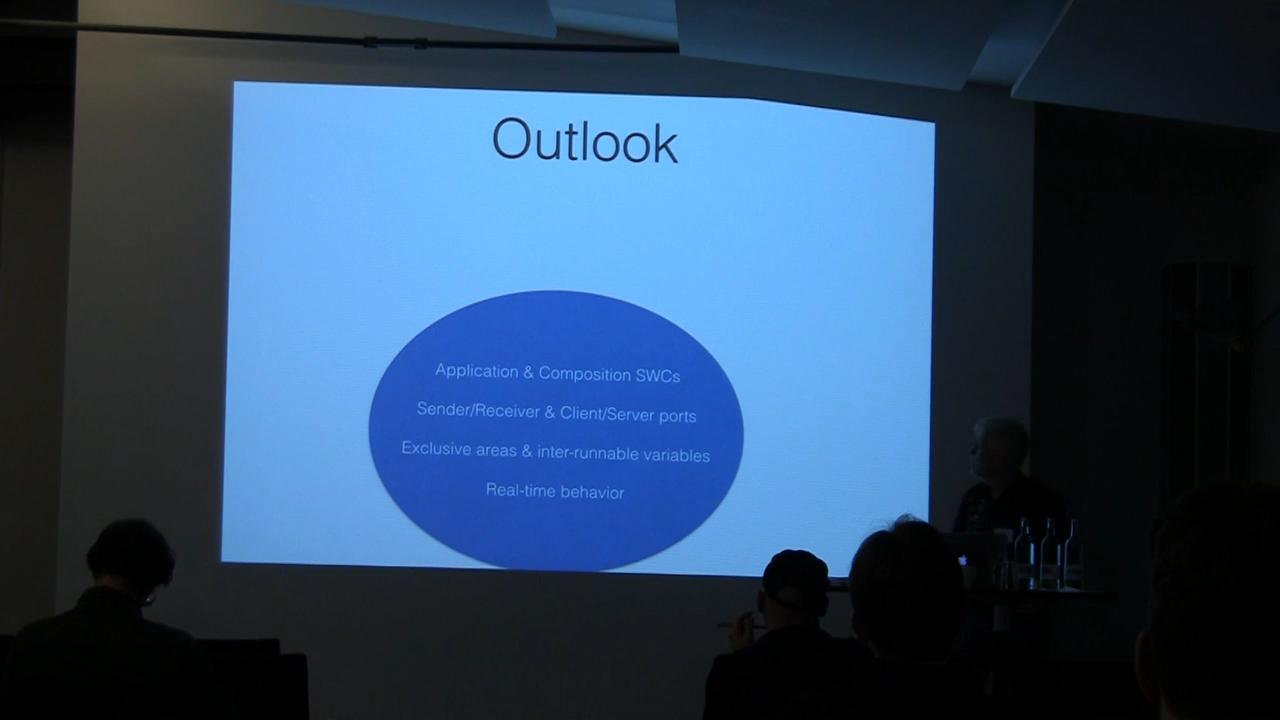 Outlook
Application & Composition SWCs
Sender/Receiver & Client/Server ports
Exclusive areas & inter-runnable variables
Real-time behavior